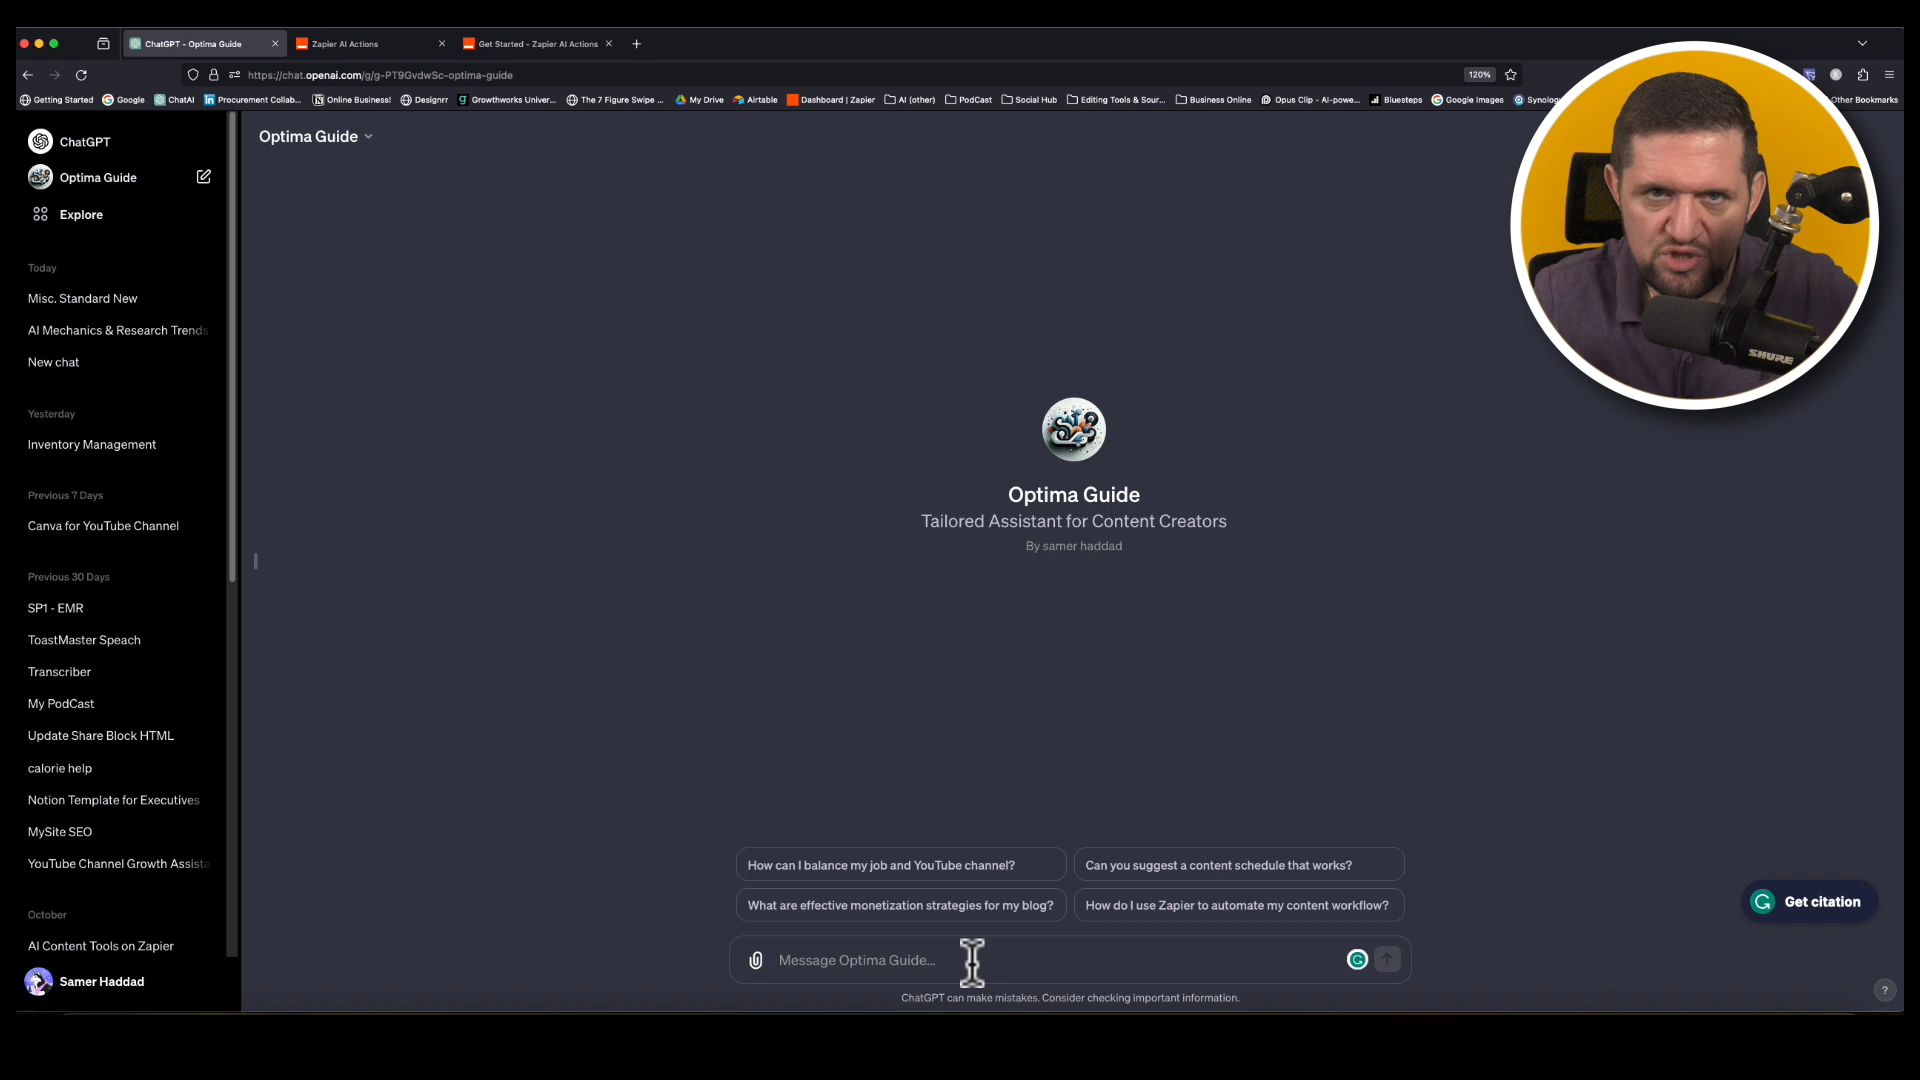 ChatGPT - Optima Guide
Zapier AI Actions
Get Started - Zapier AI Actions
https://chat.openai.com/g/g-PT9GvdwSc-optima-guide
120%
Getting Started
Google
ChatAI
Procurement Collab...
Online Business!
Designrr
Growthworks Univer...
The 7 Figure Swipe ...
My Drive
Airtable
Dashboard | Zapier
AI (other)
PodCast
Social Hub
Editing Tools & Sour...
Business Online
Opus Clip - AI-powe...
Bluesteps
Google Images
Other Bookmarks
ChatGPT
Optima Guide
Explore
Today
Misc. Standard New
AI Mechanics & Research Trends
New chat
Yesterday
Inventory Management
Previous 7 Days
Canva for YouTube Channel
Previous 30 Days
SP1 - EMR
ToastMaster Speach
Transcriber
My PodCast
Update Share Block HTML
calorie help
Notion Template for Executives
MySite SEO
YouTube Channel Growth Assista
October
AI Content Tools on Zapier
Samer Haddad
Optima Guide
SHURE
Optima Guide
Tailored Assistant for Content Creators
By samer haddad
How can I balance my job and YouTube channel?
Can you suggest a content schedule that works?
What are effective monetization strategies for my blog?
How do I use Zapier to automate my content workflow?
Message Optima Guide...
ChatGPT can make mistakes. Consider checking important information.
Get citation
?